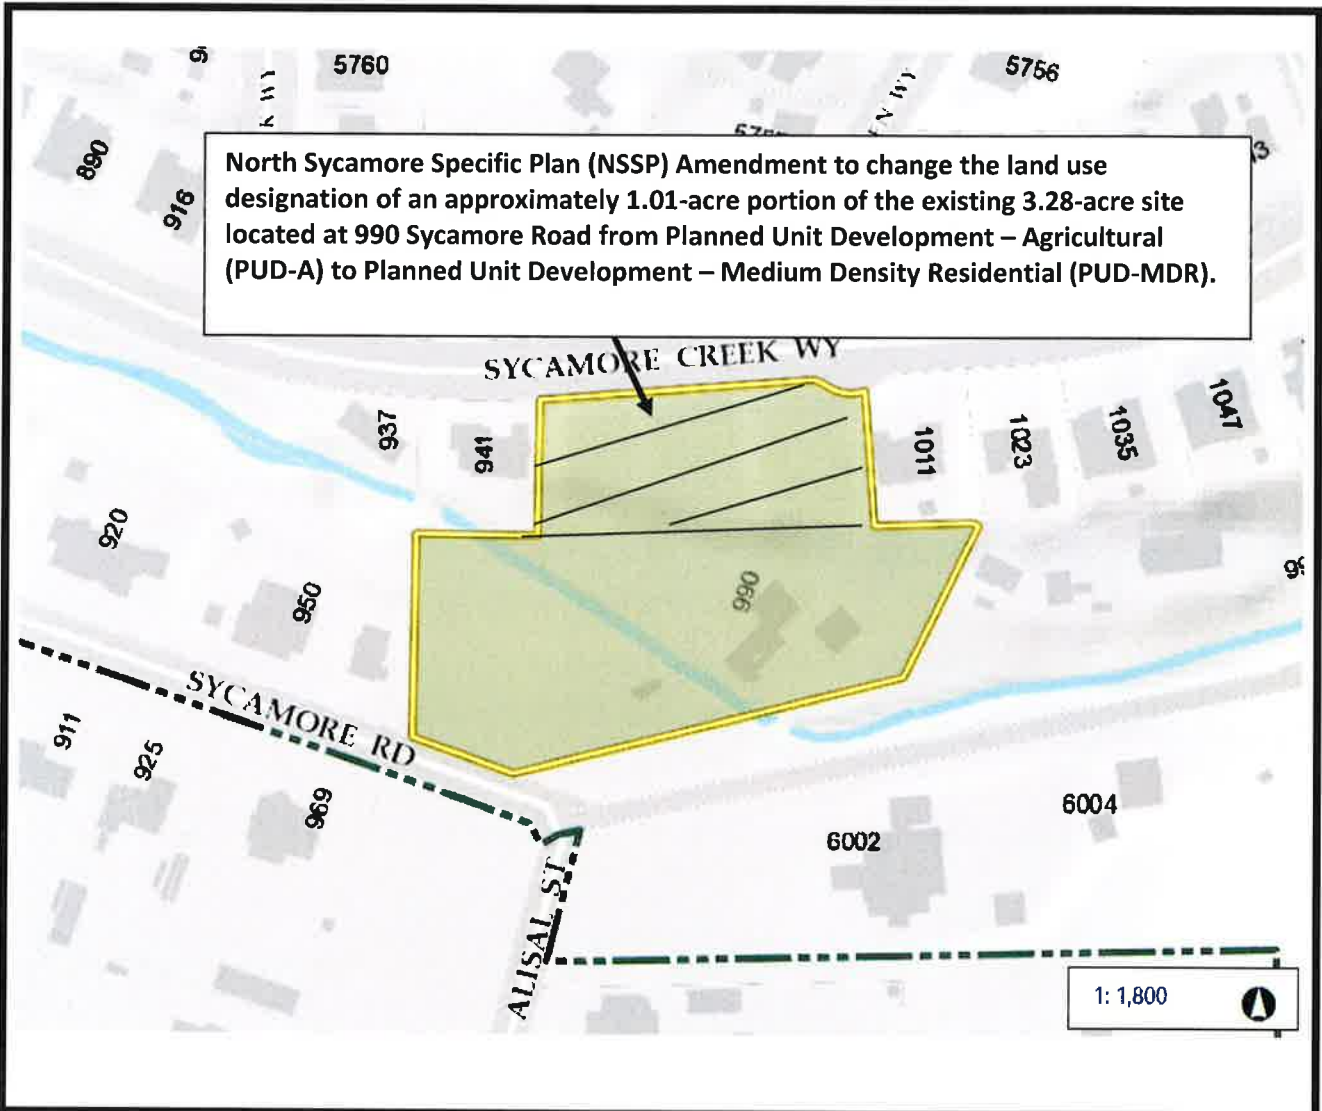 5760
5756
890
916
North Sycamore Specific Plan (NSSP) Amendment to change the land use
designation of an approximately 1.01-acre portion of the existing 3.28-acre site
located at 990 Sycamore Road from Planned Unit Development – Agricultural
(PUD-A) to Planned Unit Development – Medium Density Residential (PUD-MDR).
SYCAMORE CREEK WY
937
941
1011
1023
1035
1047
920
950
990
SYCAMORE RD
911
925
969
6002
6004
ALISAL ST
1: 1,800